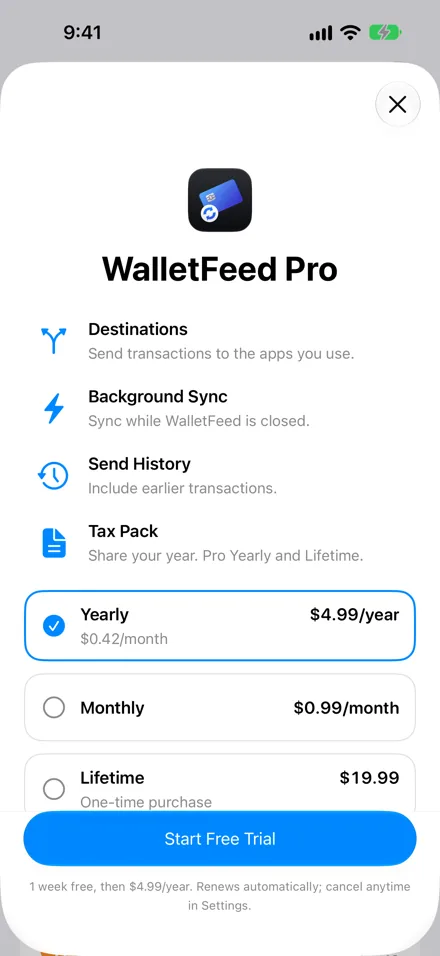 9:41
WalletFeed Pro
Destinations
Send transactions to the apps you use.
Background Sync
Sync while WalletFeed is closed.
Send History
Include earlier transactions.
Tax Pack
Share your year. Pro Yearly and Lifetime.
Yearly $4.99/year
$0.42/month
Monthly $0.99/month
Lifetime $19.99
One-time purchase
Start Free Trial
1 week free, then $4.99/year. Renews automatically; cancel anytime
in Settings.